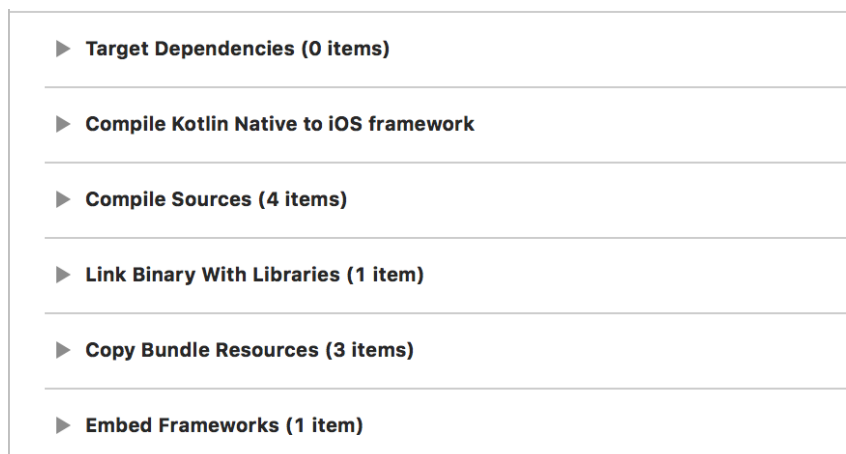 Target Dependencies (0 items)
Compile Kotlin Native to iOS framework
Compile Sources (4 items)
Link Binary With Libraries (1 item)
Copy Bundle Resources (3 items)
Embed Frameworks (1 item)